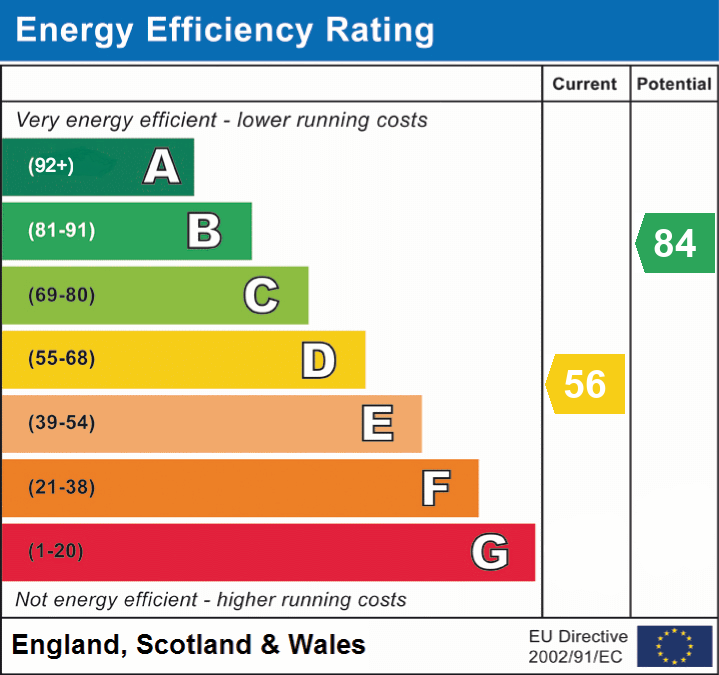 Energy Efficiency Rating
Current
Potential
Very energy efficient - lower running costs
(92+) A
(81-91) B
84
(69-80) C
(55-68) D
56
(39-54) E
(21-38) F
(1-20) G
Not energy efficient - higher running costs
England, Scotland & Wales
EU Directive
2002/91/EC